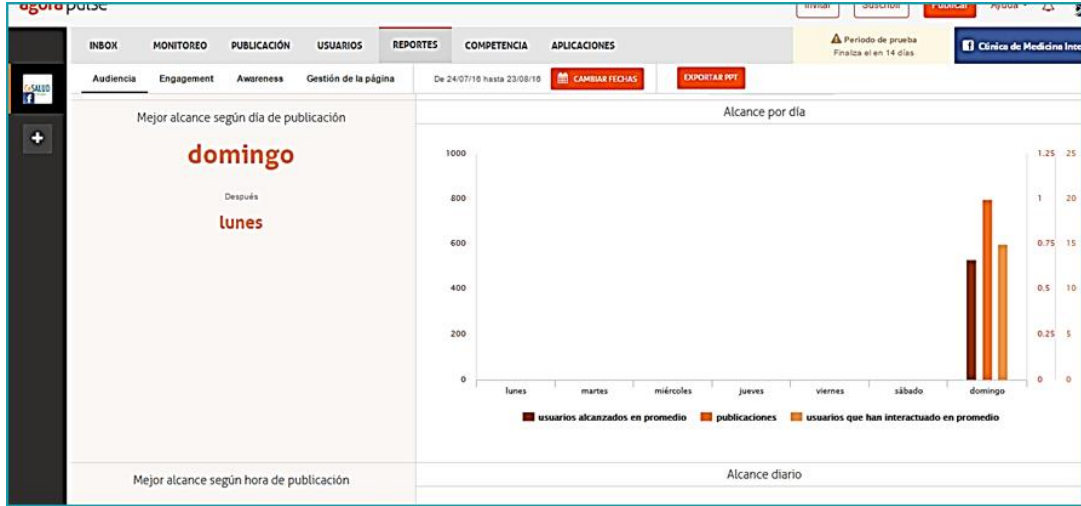 agora pulse
Invitar Suscribir Publicar Ayuda
INBOX MONITOREO PUBLICACIÓN USUARIOS REPORTES COMPETENCIA APLICACIONES
Periodo de prueba
Finaliza el en 14 días
Clínica de Medicina Inte
Audiencia Engagement Awareness Gestión de la página De 24/07/16 hasta 23/08/16 CAMBIAR FECHAS EXPORTAR PPT
SALUD
Mejor alcance según día de publicación
domingo
Después
lunes
Alcance por día
1000 1.25 25
800 1 20
600 0.75 15
400 0.5 10
200 0.25 5
0 0 0
lunes martes miércoles jueves viernes sábado domingo
usuarios alcanzados en promedio publicaciones usuarios que han interactuado en promedio
Mejor alcance según hora de publicación
Alcance diario